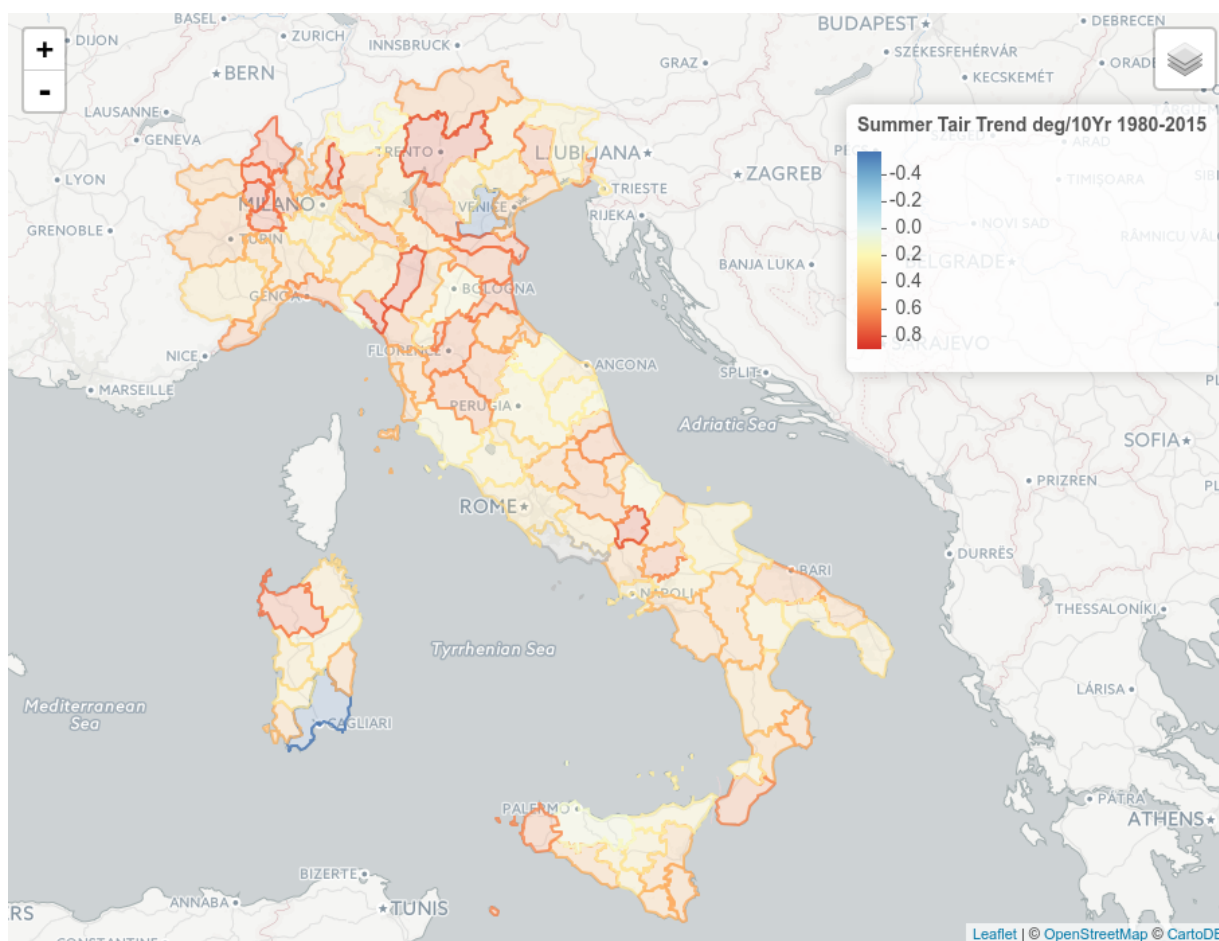 BASEL
DIJON
ZURICH
INNSBRUCK
BUDAPEST
DEBRECEN
+
-
BERN
GRAZ
SZÉKESFEHÉRVÁR
KECSKEMÉT
ORADE
LAUSANNE
GENEVA
Summer Tair Trend deg/10Yr 1980-2015
-0.4
-0.2
0.0
0.2
0.4
0.6
0.8
ARAD
TIMIȘOARA
NOVI SAD
BELGRADE
SARAJEVO
TRENTO
LJUBLJANA
ZAGREB
LYON
MILANO
VENICE
TRIESTE
RIJEKA
GRENOBLE
TURIN
BANJA LUKA
GENOA
BOLOGNA
NICE
FLORENCE
ANCONA
SPLIT
MARSEILLE
PERUGIA
Adriatic Sea
SOFIA
PRIZREN
ROME
DURRËS
BARI
NAPOLI
THESSALONÍKI
Tyrrhenian Sea
LÁRISA
Mediterranean
Sea
CAGLIARI
PALERMO
PÁTRA
ATHENS
BIZERTE
ANNABA
TUNIS
CONSTANTINE
Leaflet | © OpenStreetMap © CartoDB